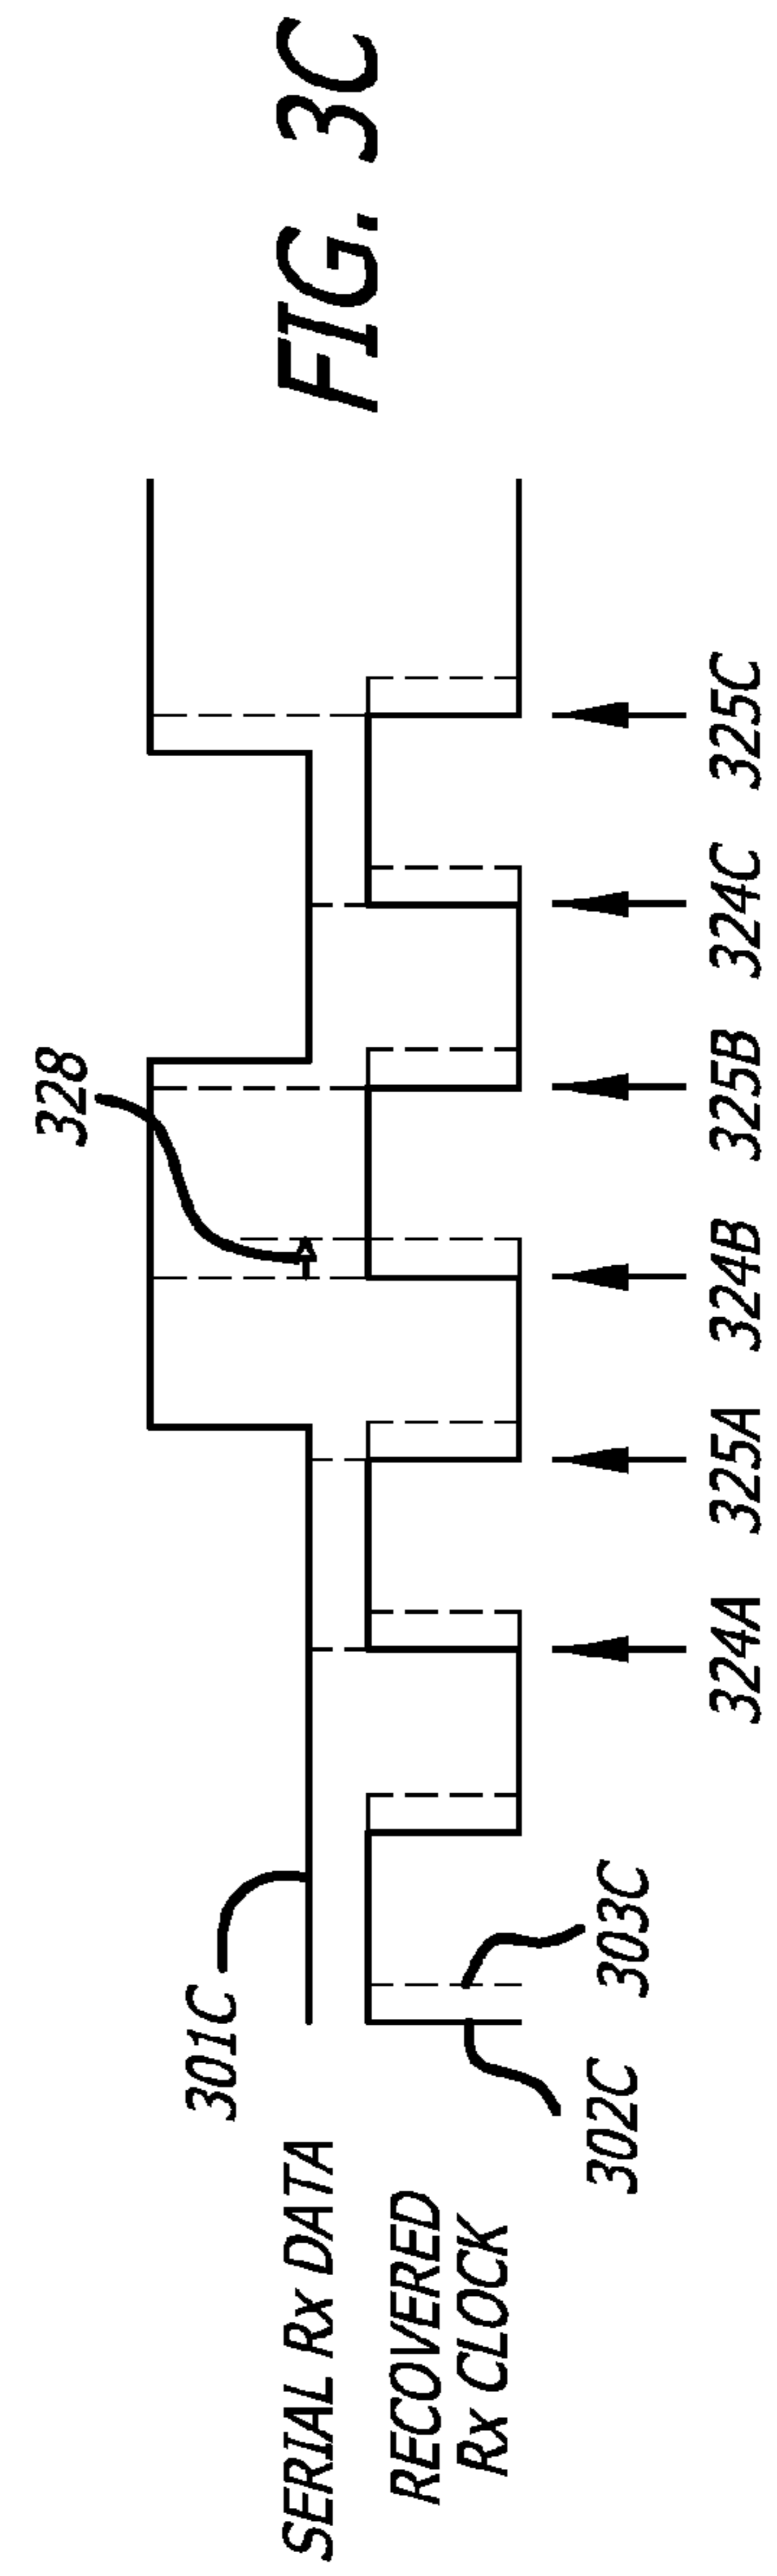 328
301C
SERIAL Rx DATA
RECOVERED
Rx CLOCK
302C
303C
324A
325A
324B
325B
324C
325C
FIG. 3C